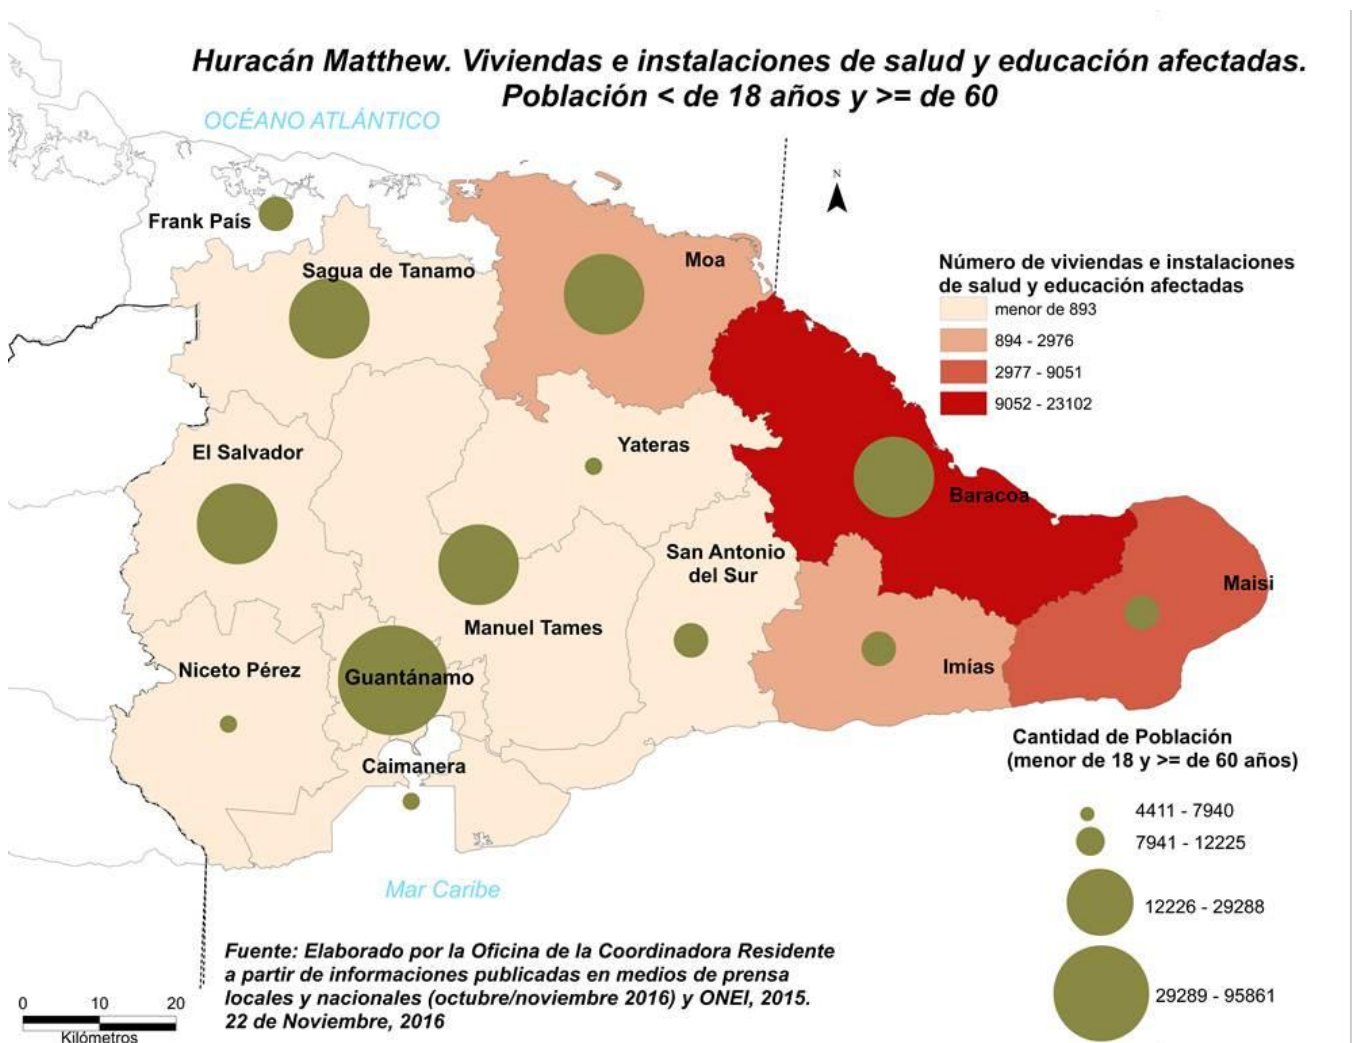 Huracán Matthew. Viviendas e instalaciones de salud y educación afectadas.
Población < de 18 años y >= de 60
OCÉANO ATLÁNTICO
N
Frank País
Sagua de Tanamo
Moa
Número de viviendas e instalaciones
de salud y educación afectadas
menor de 893
894 - 2976
2977 - 9051
9052 - 23102
El Salvador
Yateras
Baracoa
San Antonio
del Sur
Maisi
Manuel Tames
Niceto Pérez
Guantánamo
Imías
Caimanera
Cantidad de Población
(menor de 18 y >= de 60 años)
4411 - 7940
7941 - 12225
12226 - 29288
29289 - 95861
Mar Caribe
Fuente: Elaborado por la Oficina de la Coordinadora Residente
a partir de informaciones publicadas en medios de prensa
locales y nacionales (octubre/noviembre 2016) y ONEI, 2015.
22 de Noviembre, 2016
0 10 20
Kilómetros